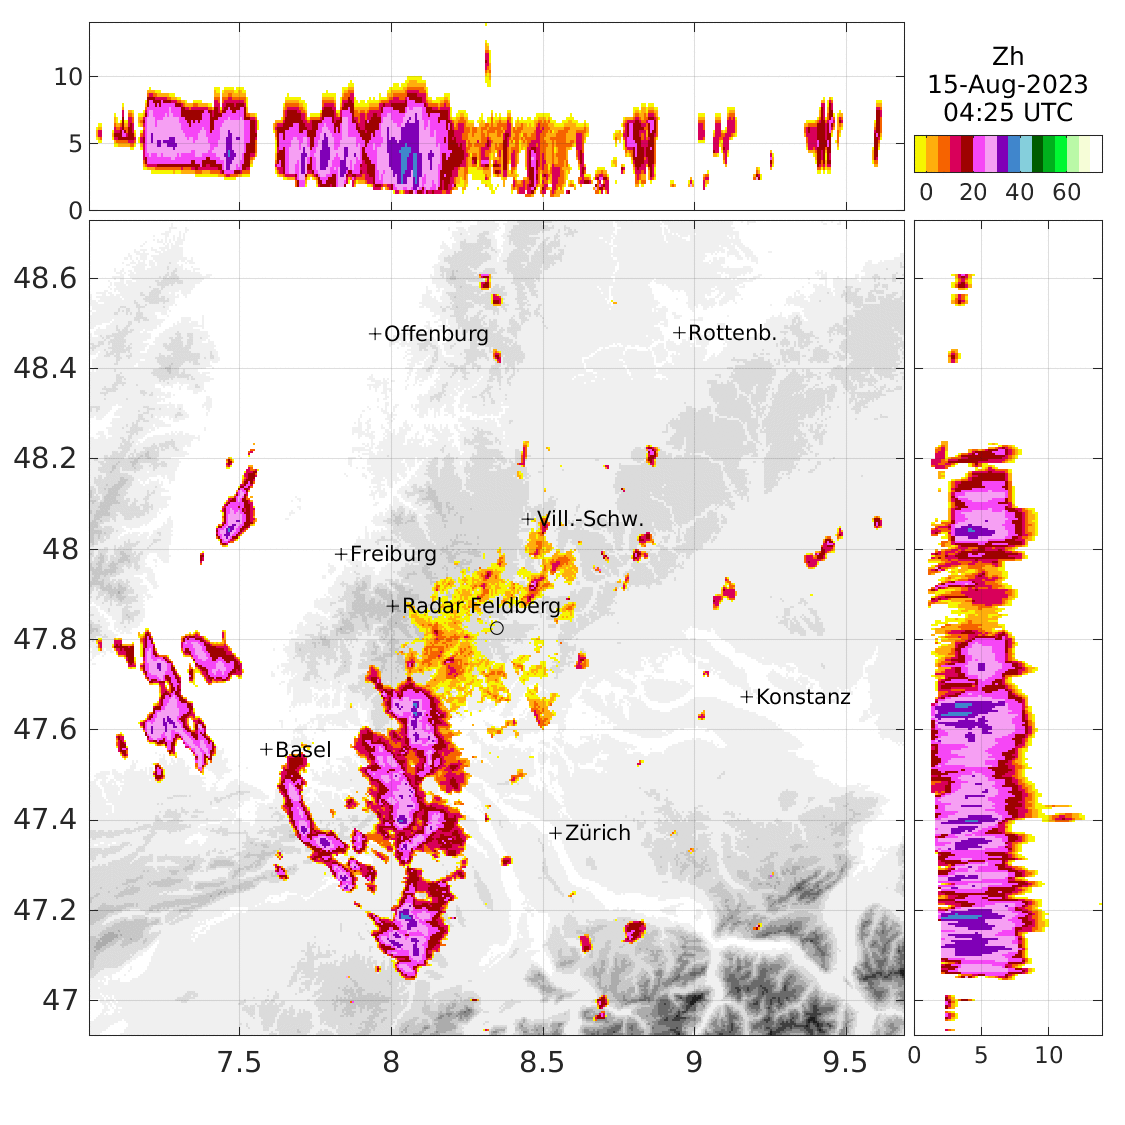 10
5
0
Zh
15-Aug-2023
04:25 UTC
0 20 40 60
48.6
48.4
48.2
48
47.8
47.6
47.4
47.2
47
Offenburg
Rottenb.
Vill.-Schw.
Freiburg
Radar Feldberg
Konstanz
Basel
Zürich
7.5 8 8.5 9 9.5
0 5 10